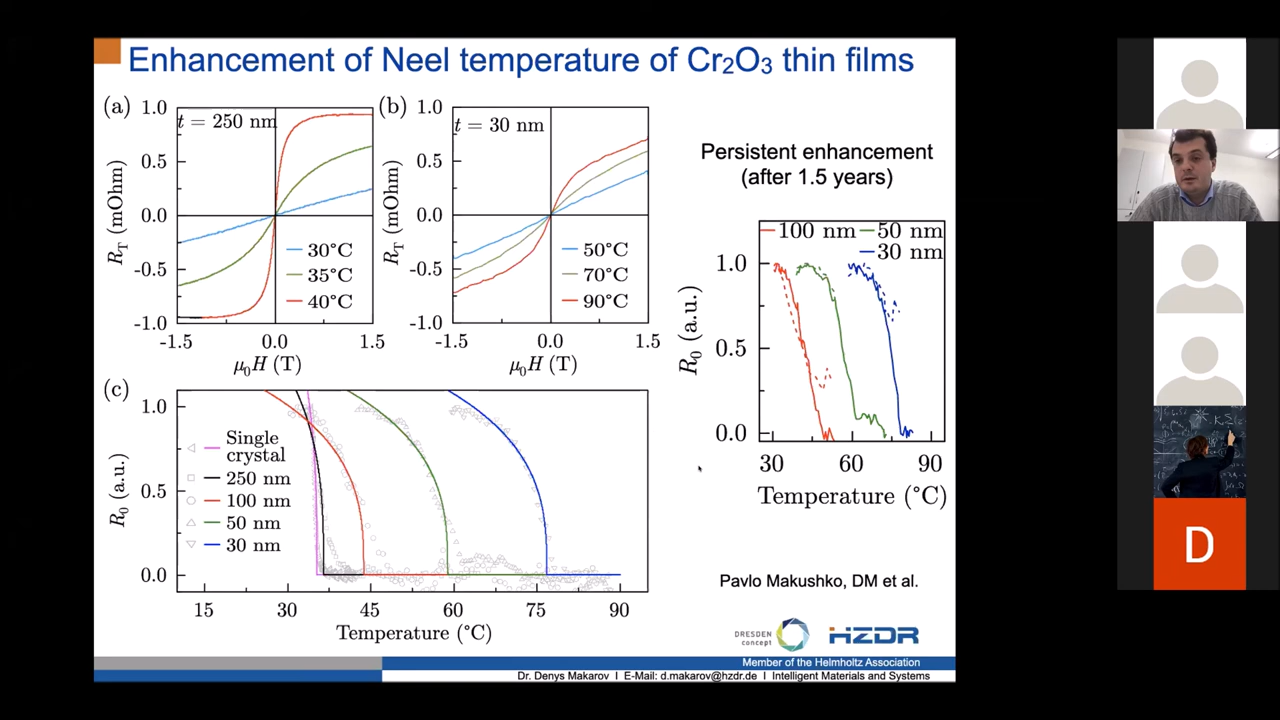 Enhancement of Neel temperature of Cr2O3 thin films
(a)
t = 250 nm
1.0
0.5
0.0
-0.5
-1.0
RT (mOhm)
30°C
35°C
40°C
-1.5
0.0
1.5
μ0H (T)
(b)
t = 30 nm
1.0
0.5
0.0
-0.5
-1.0
RT (mOhm)
50°C
70°C
90°C
-1.5
0.0
1.5
μ0H (T)
Persistent enhancement
(after 1.5 years)
100 nm
50 nm
30 nm
1.0
0.5
0.0
R0 (a.u.)
30
60
90
Temperature (°C)
(c)
1.0
0.5
0.0
R0 (a.u.)
Single
crystal
250 nm
100 nm
50 nm
30 nm
15
30
45
60
75
90
Temperature (°C)
Pavlo Makushko, DM et al.
DRESDEN
concept
HZDR
Member of the Helmholtz Association
Dr. Denys Makarov I E-Mail: d.makarov@hzdr.de I Intelligent Materials and Systems
D